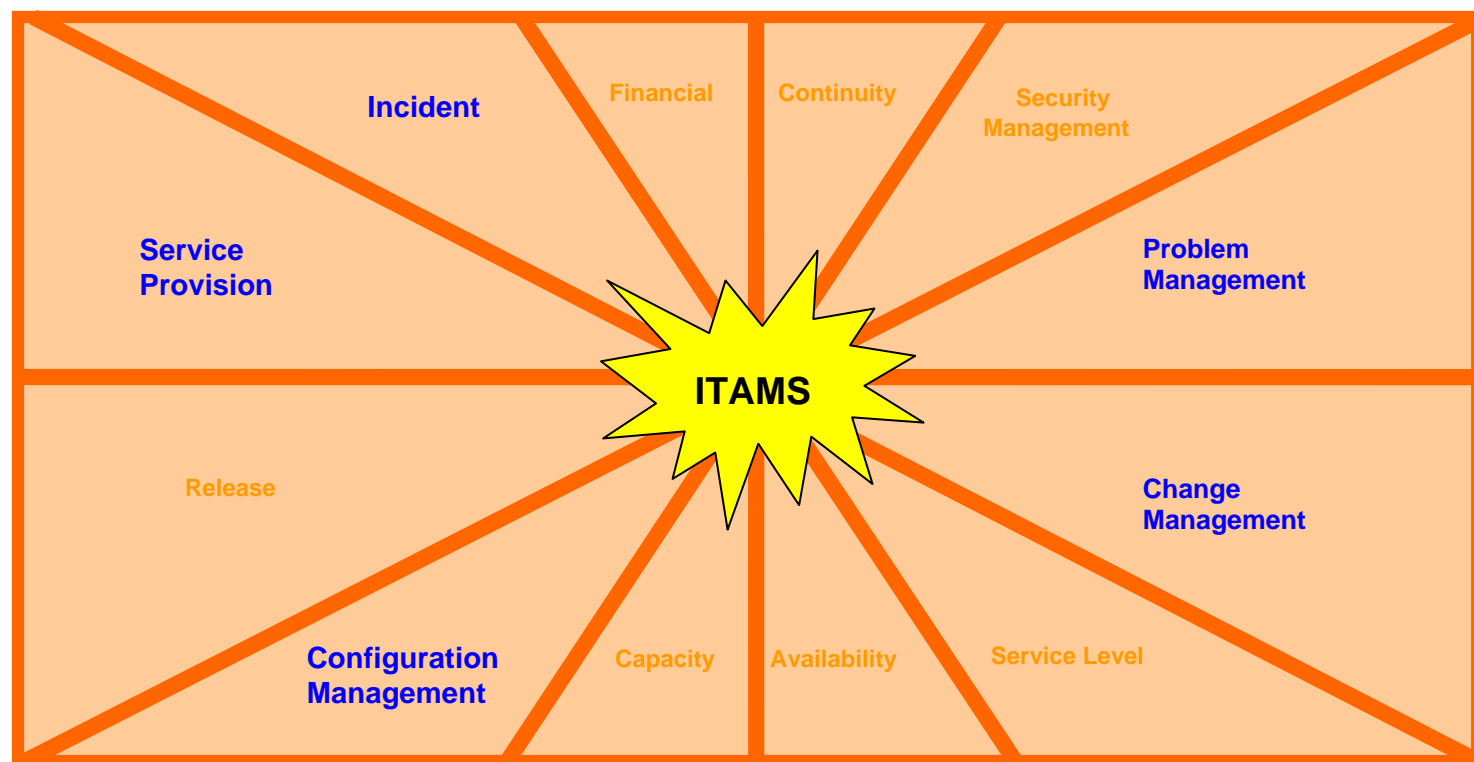 Incident
Financial
Continuity
Security
Management
Service
Provision
Problem
Management
ITAMS
Release
Change
Management
Configuration
Management
Capacity
Availability
Service Level